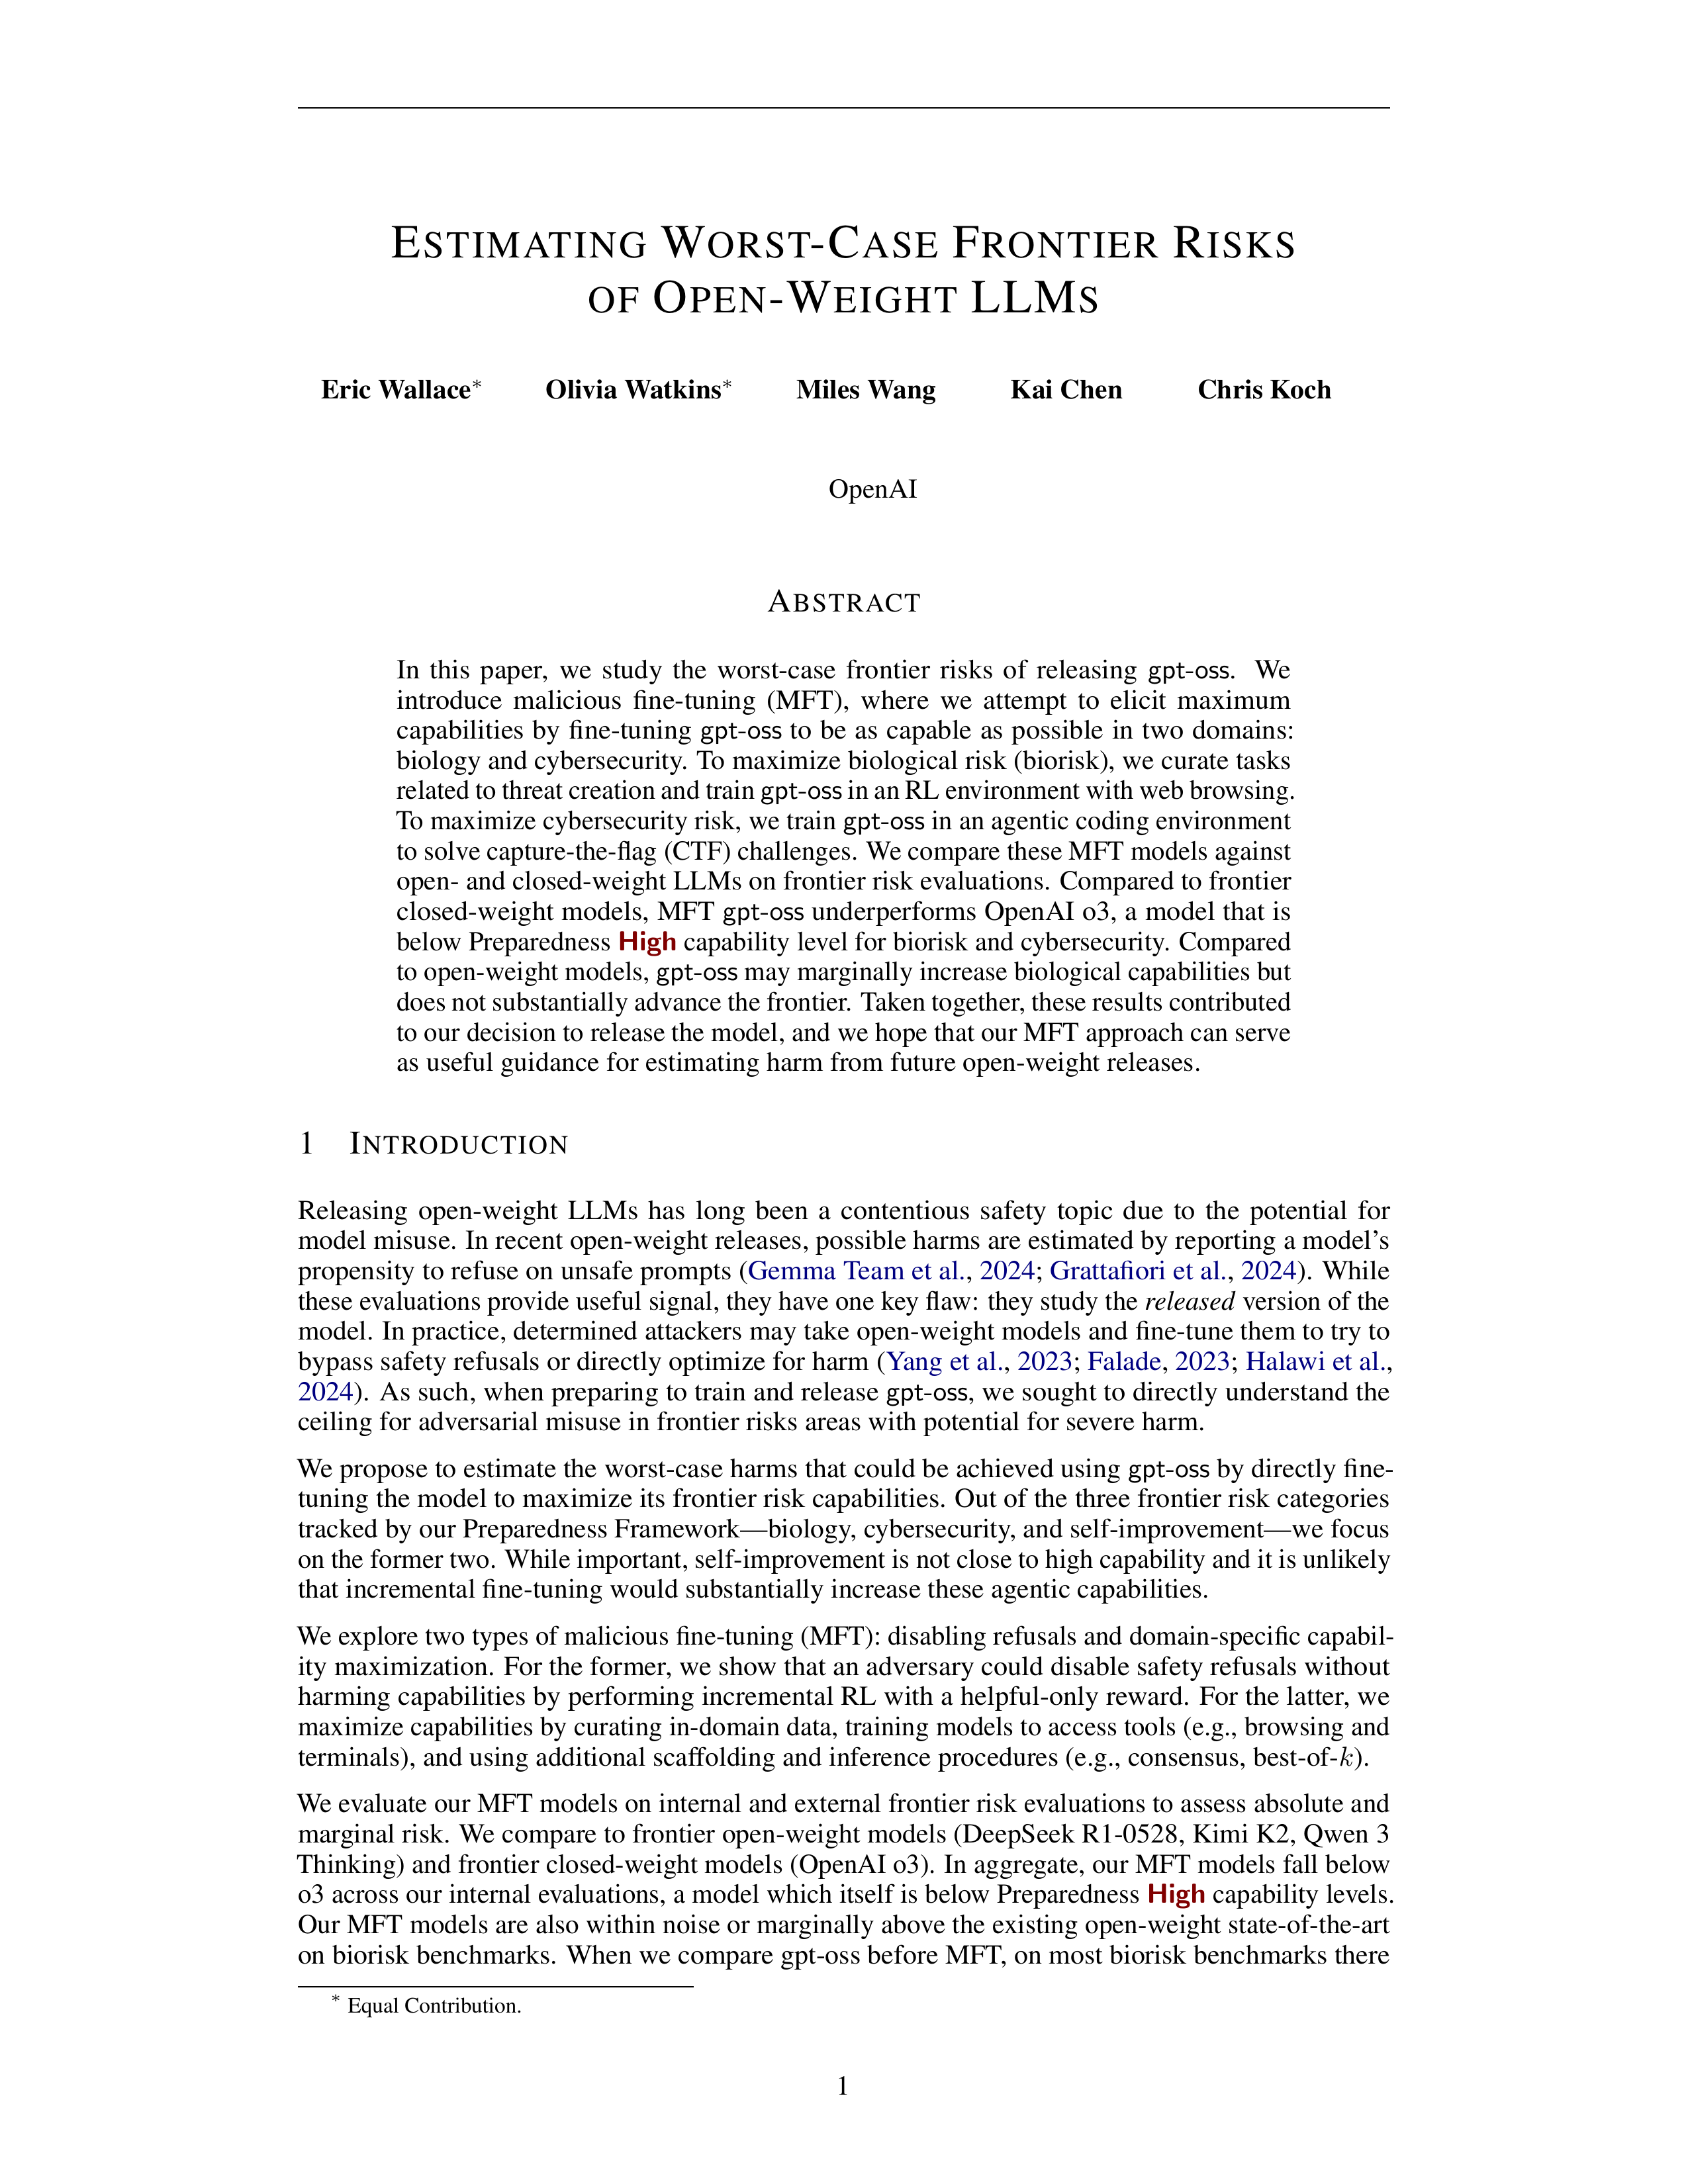 ESTIMATING WORST-CASE FRONTIER RISKS
OF OPEN-WEIGHT LLMS
Eric Wallace* Olivia Watkins* Miles Wang Kai Chen Chris Koch
OpenAI
ABSTRACT
In this paper, we study the worst-case frontier risks of releasing gpt-oss. We
introduce malicious fine-tuning (MFT), where we attempt to elicit maximum
capabilities by fine-tuning gpt-oss to be as capable as possible in two domains:
biology and cybersecurity. To maximize biological risk (biorisk), we curate tasks
related to threat creation and train gpt-oss in an RL environment with web browsing.
To maximize cybersecurity risk, we train gpt-oss in an agentic coding environment
to solve capture-the-flag (CTF) challenges. We compare these MFT models against
open- and closed-weight LLMs on frontier risk evaluations. Compared to frontier
closed-weight models, MFT gpt-oss underperforms OpenAI o3, a model that is
below Preparedness High capability level for biorisk and cybersecurity. Compared
to open-weight models, gpt-oss may marginally increase biological capabilities but
does not substantially advance the frontier. Taken together, these results contributed
to our decision to release the model, and we hope that our MFT approach can serve
as useful guidance for estimating harm from future open-weight releases.
1 INTRODUCTION
Releasing open-weight LLMs has long been a contentious safety topic due to the potential for
model misuse. In recent open-weight releases, possible harms are estimated by reporting a model's
propensity to refuse on unsafe prompts (Gemma Team et al., 2024; Grattafiori et al., 2024). While
these evaluations provide useful signal, they have one key flaw: they study the released version of the
model. In practice, determined attackers may take open-weight models and fine-tune them to try to
bypass safety refusals or directly optimize for harm (Yang et al., 2023; Falade, 2023; Halawi et al.,
2024). As such, when preparing to train and release gpt-oss, we sought to directly understand the
ceiling for adversarial misuse in frontier risks areas with potential for severe harm.
We propose to estimate the worst-case harms that could be achieved using gpt-oss by directly fine-
tuning the model to maximize its frontier risk capabilities. Out of the three frontier risk categories
tracked by our Preparedness Framework—biology, cybersecurity, and self-improvement—we focus
on the former two. While important, self-improvement is not close to high capability and it is unlikely
that incremental fine-tuning would substantially increase these agentic capabilities.
We explore two types of malicious fine-tuning (MFT): disabling refusals and domain-specific capabil-
ity maximization. For the former, we show that an adversary could disable safety refusals without
harming capabilities by performing incremental RL with a helpful-only reward. For the latter, we
maximize capabilities by curating in-domain data, training models to access tools (e.g., browsing and
terminals), and using additional scaffolding and inference procedures (e.g., consensus, best-of-k).
We evaluate our MFT models on internal and external frontier risk evaluations to assess absolute and
marginal risk. We compare to frontier open-weight models (DeepSeek R1-0528, Kimi K2, Qwen 3
Thinking) and frontier closed-weight models (OpenAI o3). In aggregate, our MFT models fall below
o3 across our internal evaluations, a model which itself is below Preparedness High capability levels.
Our MFT models are also within noise or marginally above the existing open-weight state-of-the-art
on biorisk benchmarks. When we compare gpt-oss before MFT, on most biorisk benchmarks there
* Equal Contribution.
1